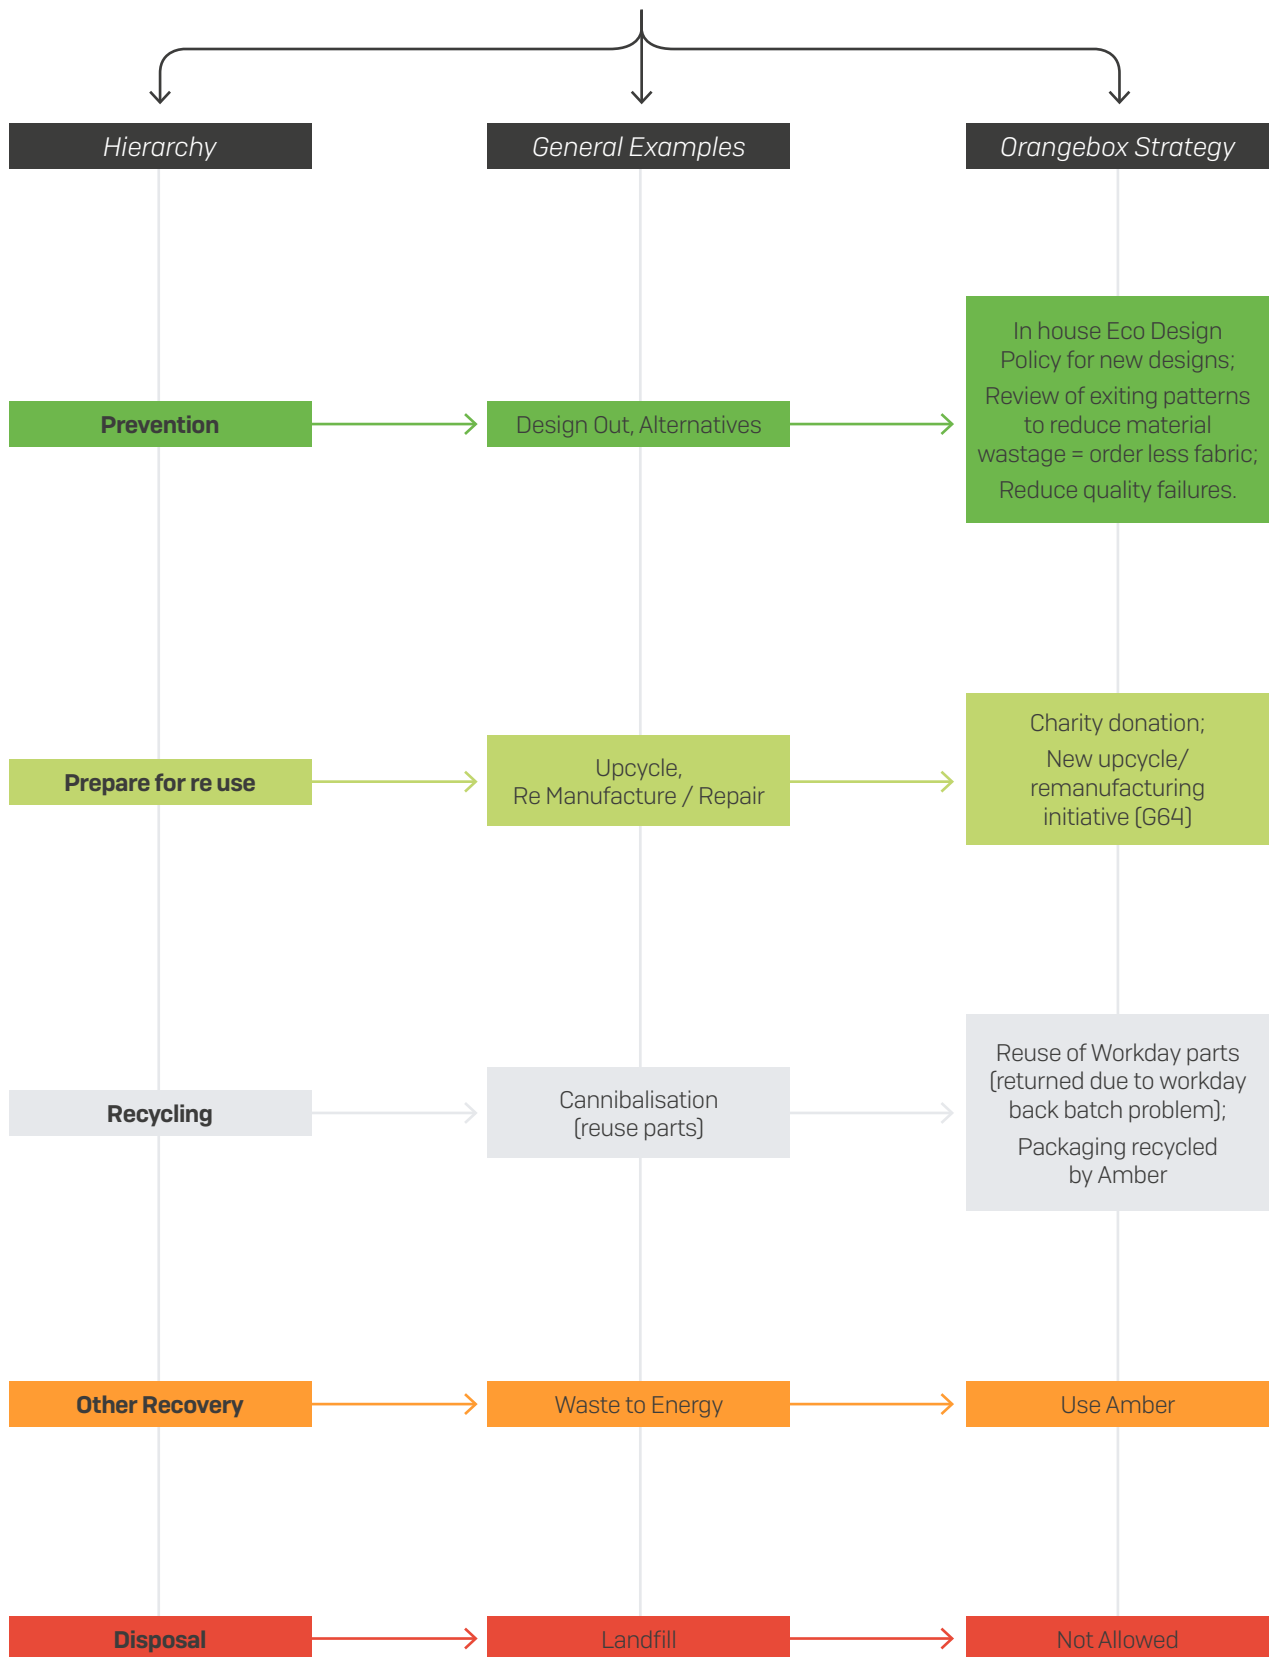 Hierarchy
General Examples
Orangebox Strategy
Prevention
Design Out, Alternatives
In house Eco Design
Policy for new designs;
Review of exiting patterns
to reduce material
wastage = order less fabric;
Reduce quality failures.
Prepare for re use
Upcycle,
Re Manufacture / Repair
Charity donation;
New upcycle/
remanufacturing
initiative (G64)
Recycling
Cannibalisation
(reuse parts)
Reuse of Workday parts
(returned due to workday
back batch problem);
Packaging recycled
by Amber
Other Recovery
Waste to Energy
Use Amber
Disposal
Landfill
Not Allowed